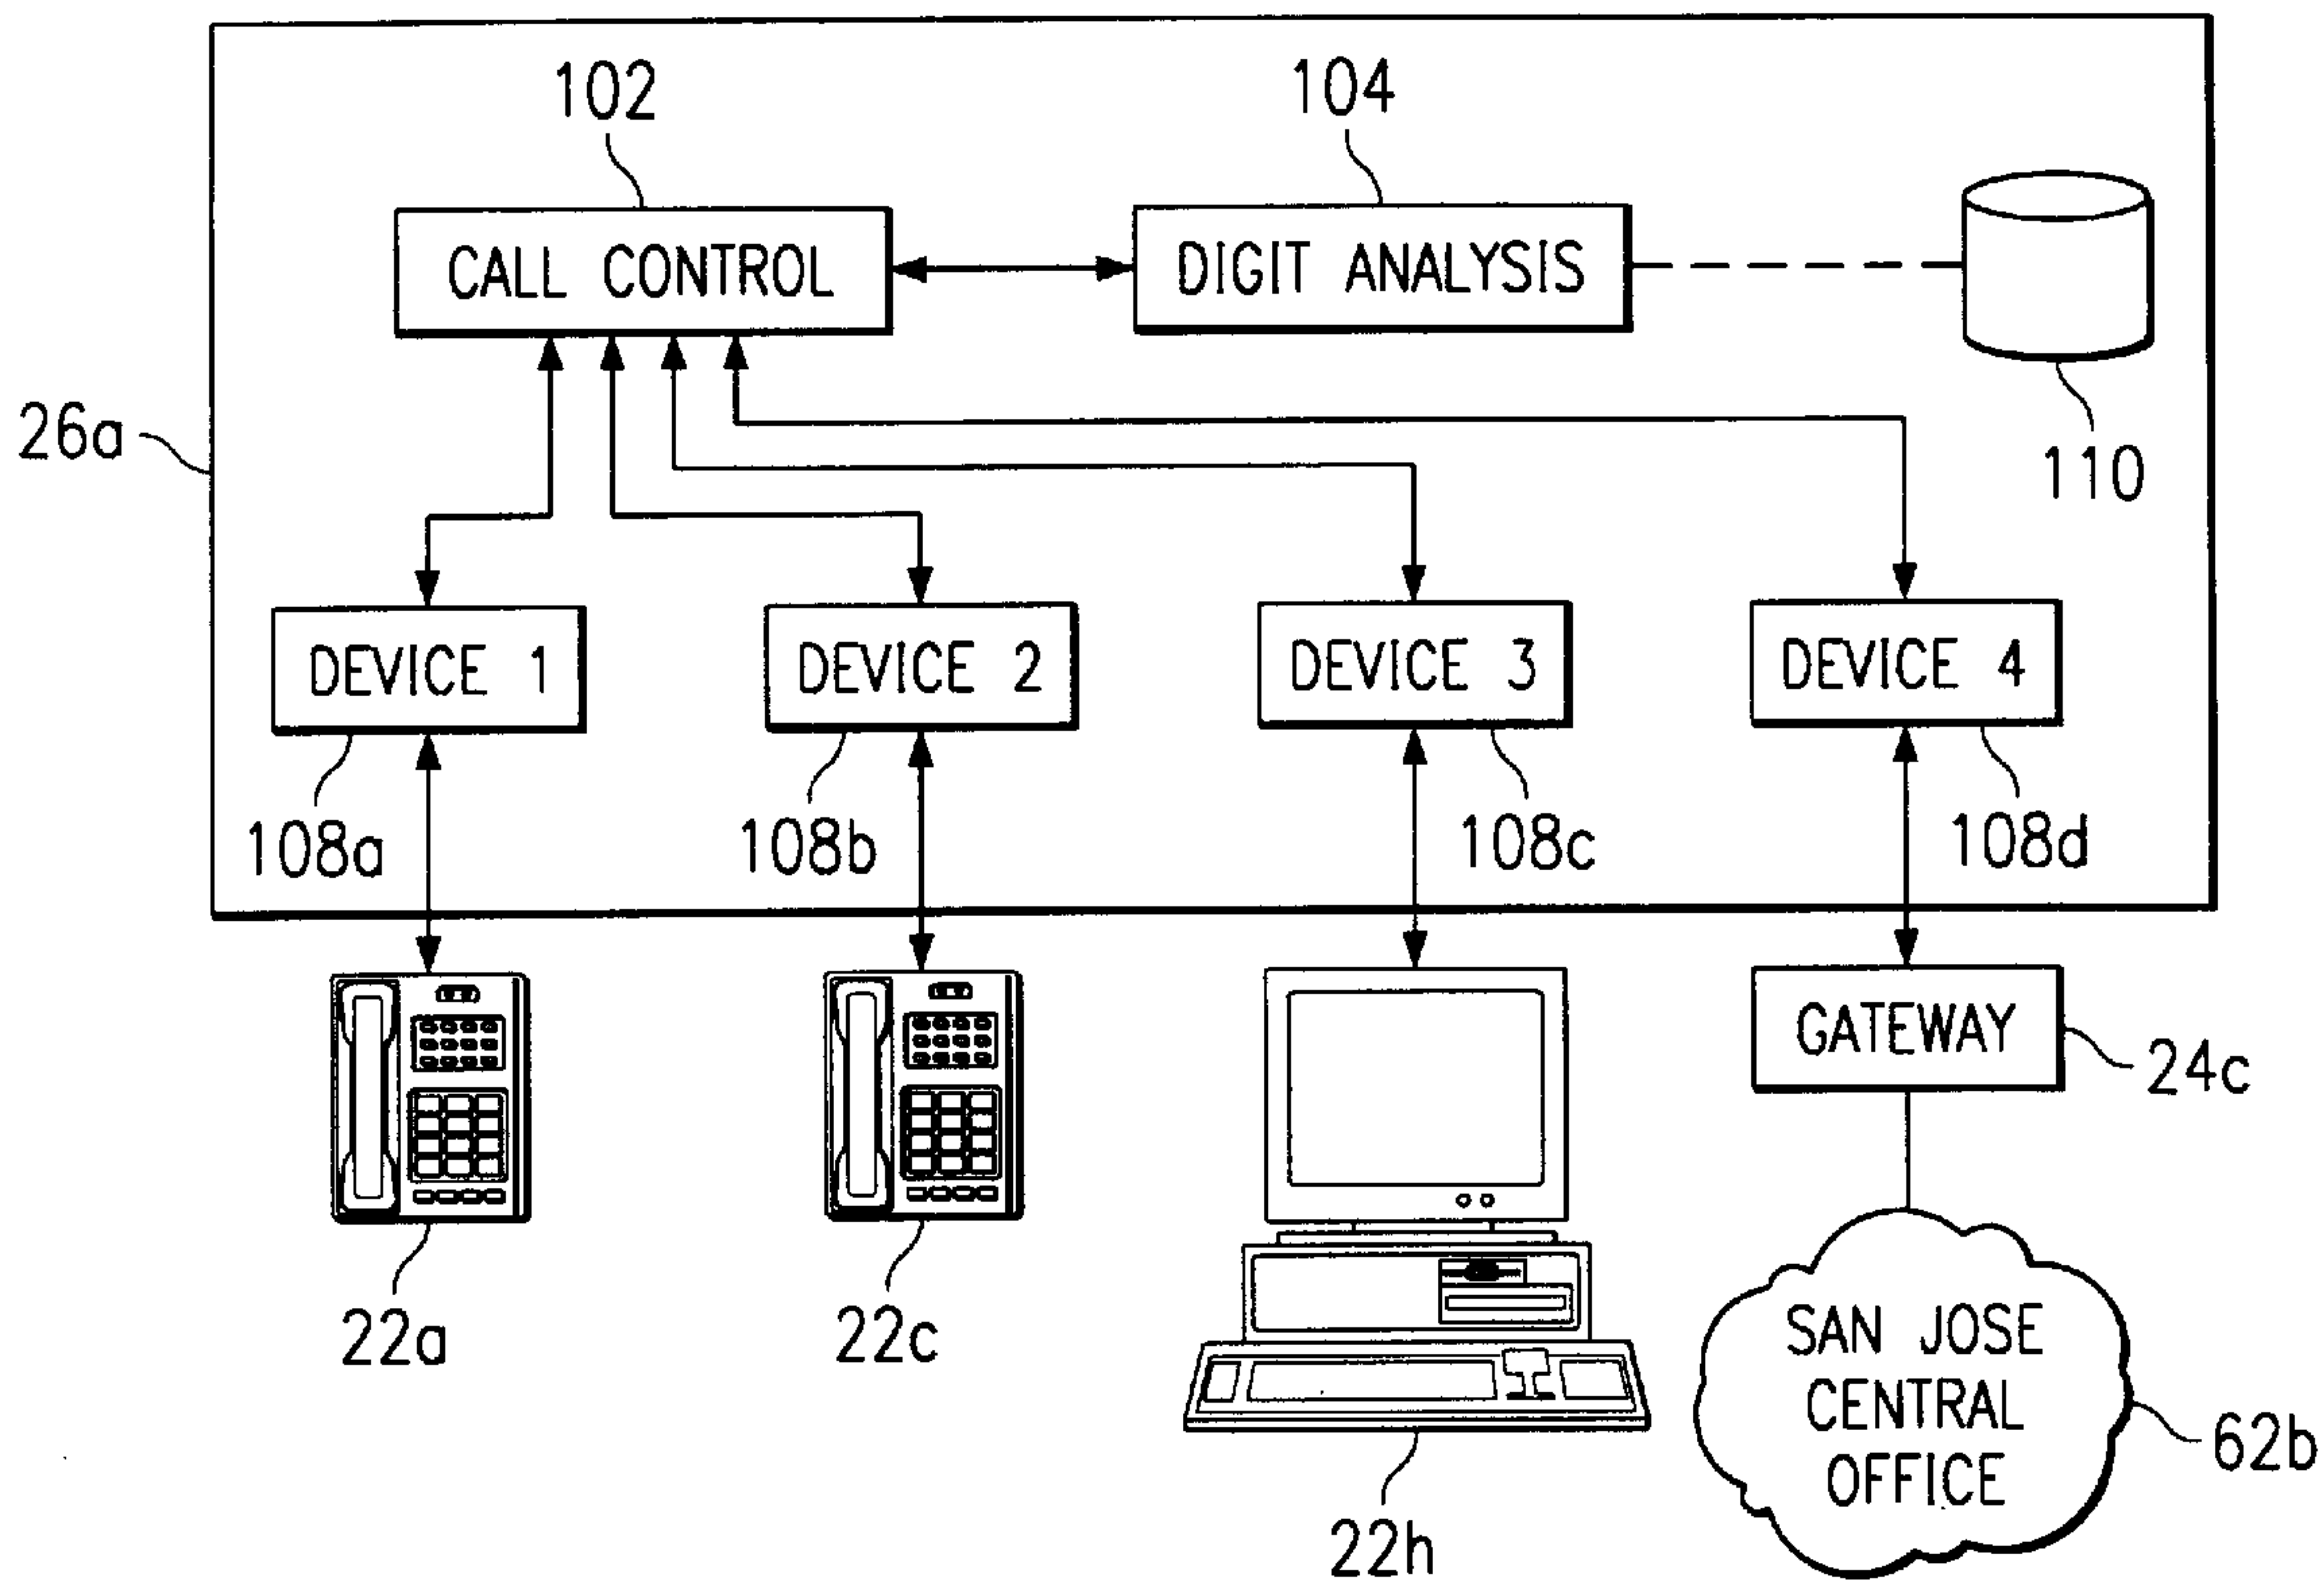 102
104
CALL CONTROL
DIGIT ANALYSIS
26a
110
DEVICE 1
DEVICE 2
DEVICE 3
DEVICE 4
108a
108b
108c
108d
GATEWAY
24c
22a
22c
22h
SAN JOSE
CENTRAL
OFFICE
62b